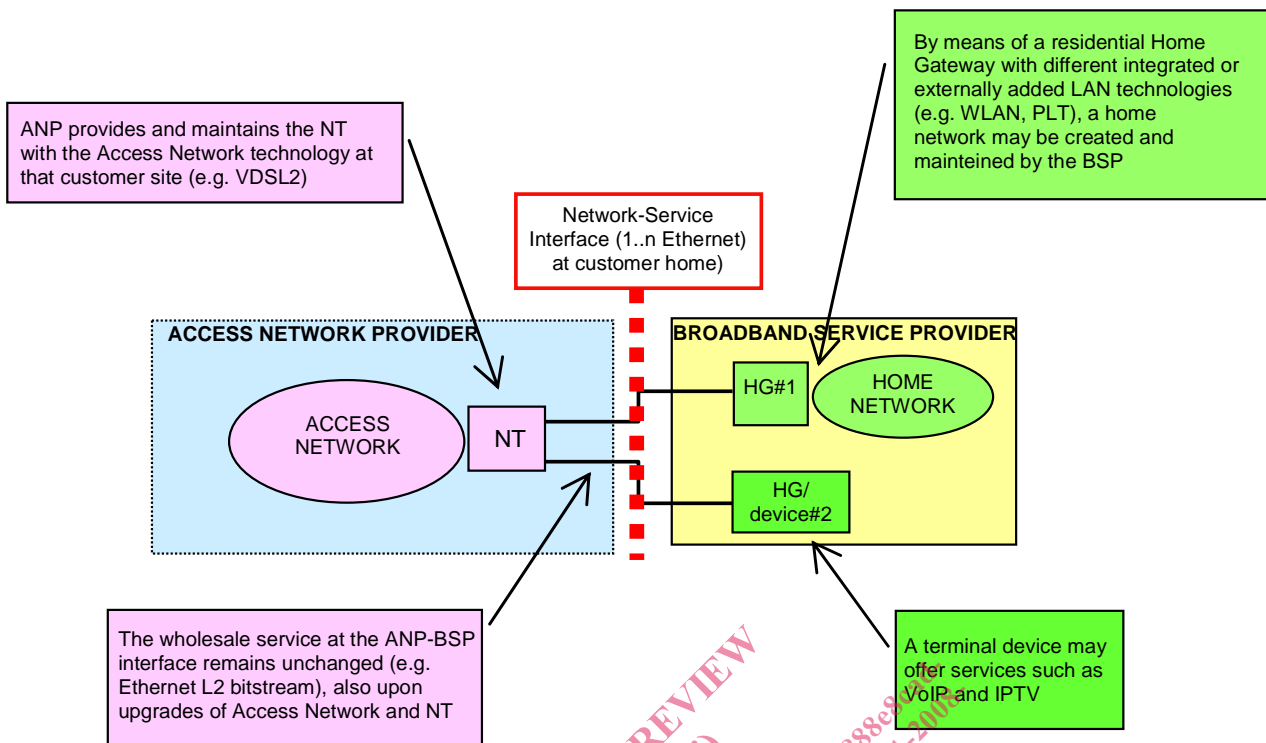 By means of a residential Home
Gateway with different integrated or
externally added LAN technologies
(e.g. WLAN, PLT), a home
network may be created and
mainteined by the BSP
ANP provides and maintains the NT
with the Access Network technology at
that customer site (e.g. VDSL2)
Network-Service
Interface (1..n Ethernet)
at customer home)
ACCESS NETWORK PROVIDER
BROADBAND SERVICE PROVIDER
HG#1
HOME
NETWORK
ACCESS
NETWORK
NT
HG/
device#2
The wholesale service at the ANP-BSP
interface remains unchanged (e.g.
Ethernet L2 bitstream), also upon
upgrades of Access Network and NT
A terminal device may
offer services such as
VoIP and IPTV
REVIEW